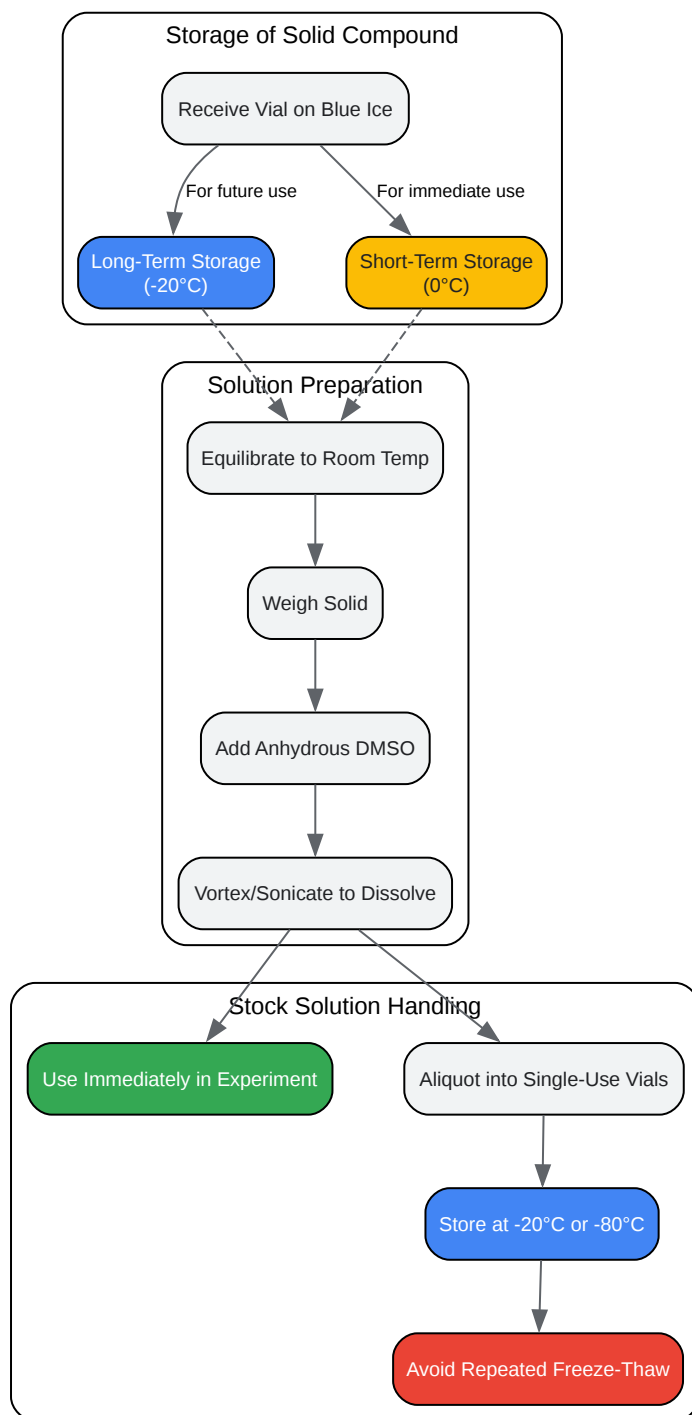 Storage of Solid Compound
Receive Vial on Blue Ice
For future use
For immediate use
Long-Term Storage
(-20°C)
Short-Term Storage
(0°C)
Solution Preparation
Equilibrate to Room Temp
Weigh Solid
Add Anhydrous DMSO
Vortex/Sonicate to Dissolve
Stock Solution Handling
Use Immediately in Experiment
Aliquot into Single-Use Vials
Store at -20°C or -80°C
Avoid Repeated Freeze-Thaw